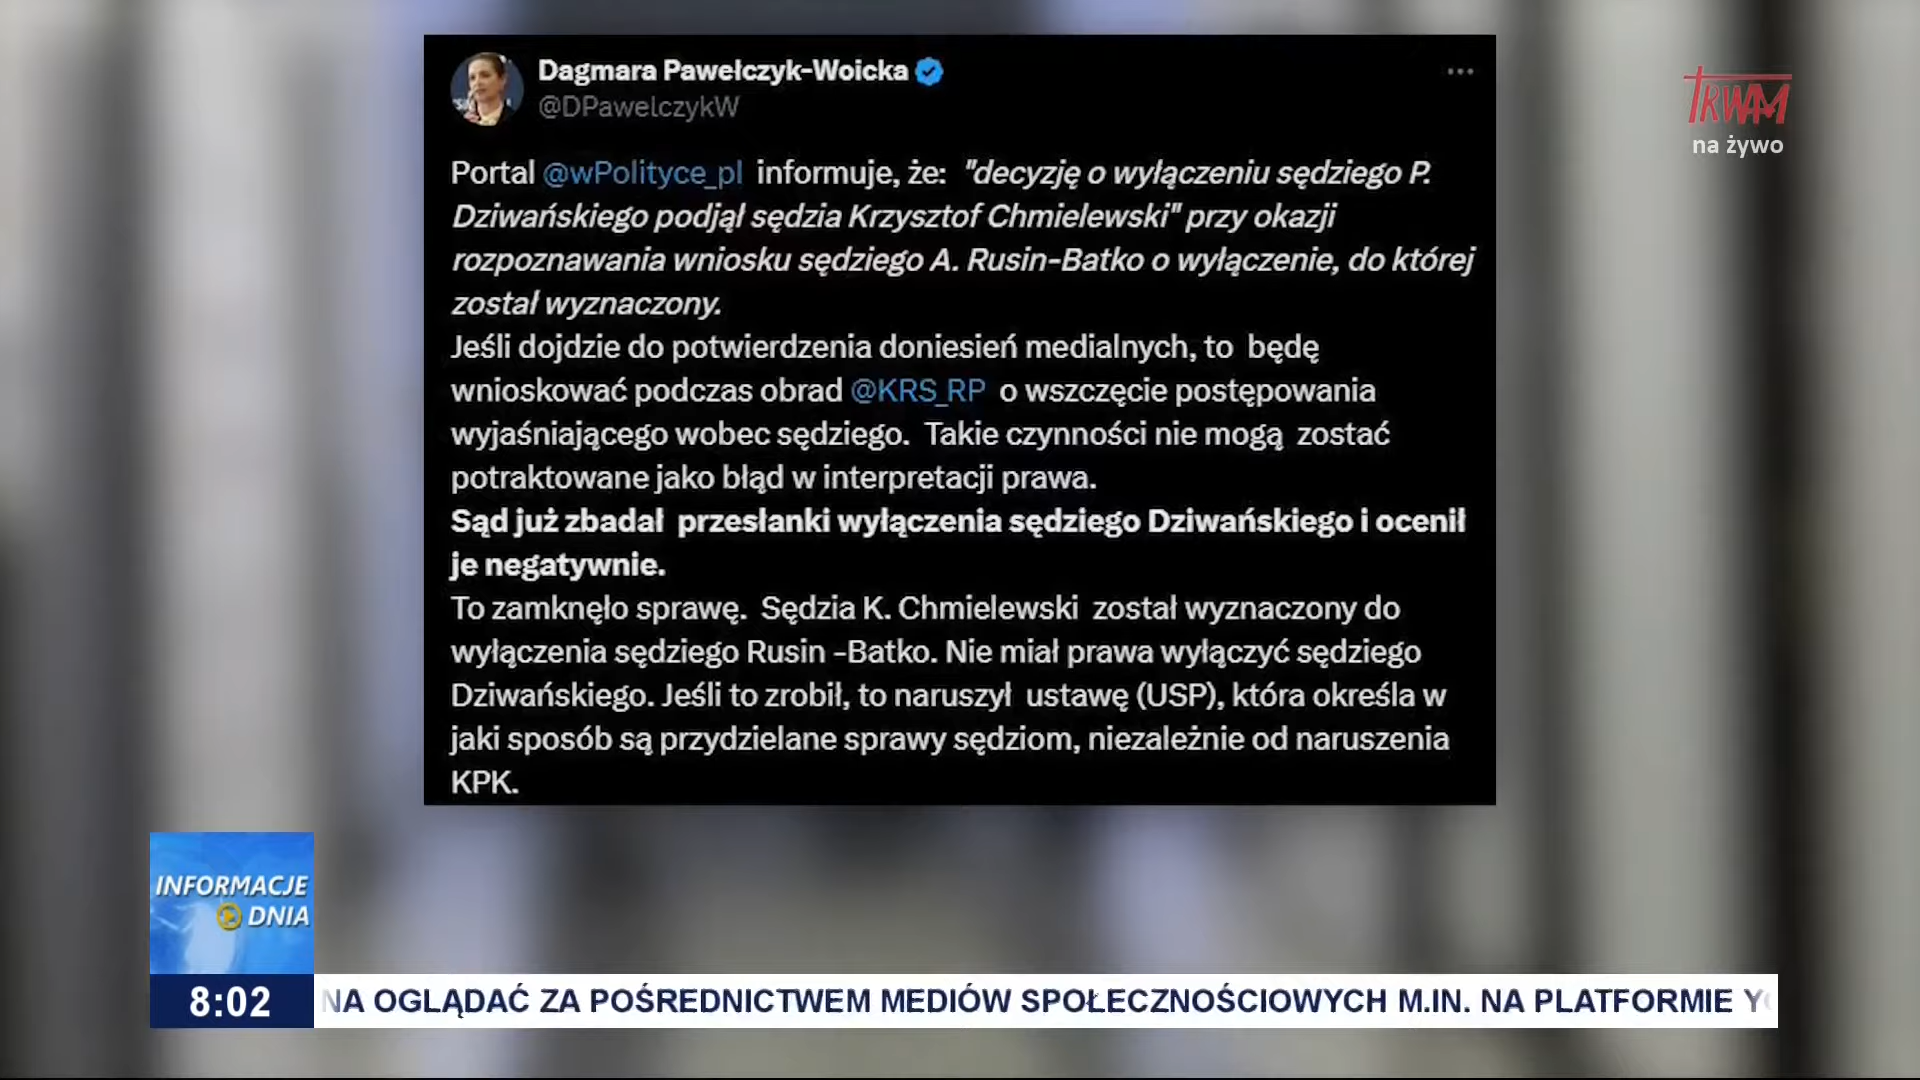 Dagmara Pawełczyk-Woicka
@DPawelczykW
TRWAM
na żywo
Portal @wPolityce_pl informuje, że: "decyzję o wyłączeniu sędziego P.
Dziwańskiego podjął sędzia Krzysztof Chmielewski" przy okazji
rozpoznawania wniosku sędziego A. Rusin-Batko o wyłączenie, do której
został wyznaczony.
Jeśli dojdzie do potwierdzenia doniesień medialnych, to będę
wnioskować podczas obrad @KRS_RP o wszczęcie postępowania
wyjaśniającego wobec sędziego. Takie czynności nie mogą zostać
potraktowane jako błąd w interpretacji prawa.
Sąd już zbadał przesłanki wyłączenia sędziego Dziwańskiego i ocenił
je negatywnie.
To zamknęło sprawę. Sędzia K. Chmielewski został wyznaczony do
wyłączenia sędziego Rusin -Batko. Nie miał prawa wyłączyć sędziego
Dziwańskiego. Jeśli to zrobił, to naruszył ustawę (USP), która określa w
jaki sposób są przydzielane sprawy sędziom, niezależnie od naruszenia
KPK.
INFORMACJE
DNIA
8:02
NA OGLĄDAĆ ZA POŚREDNICTWEM MEDIÓW SPOŁECZNOŚCIOWYCH M.IN. NA PLATFORMIE